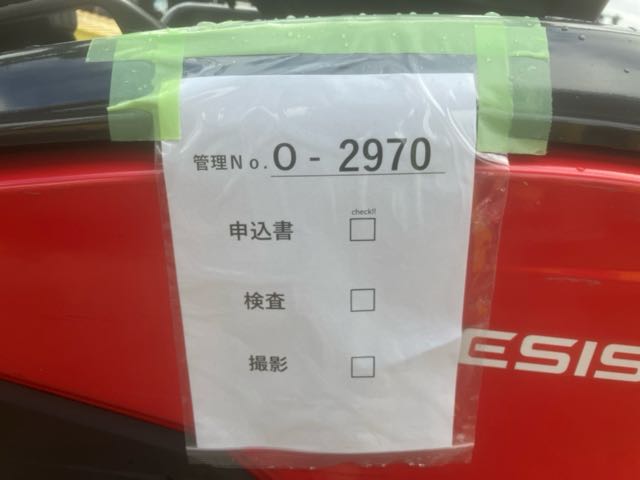 管理No. O - 2970
check!!
申込書 □
検査 □
撮影 □
ESIS